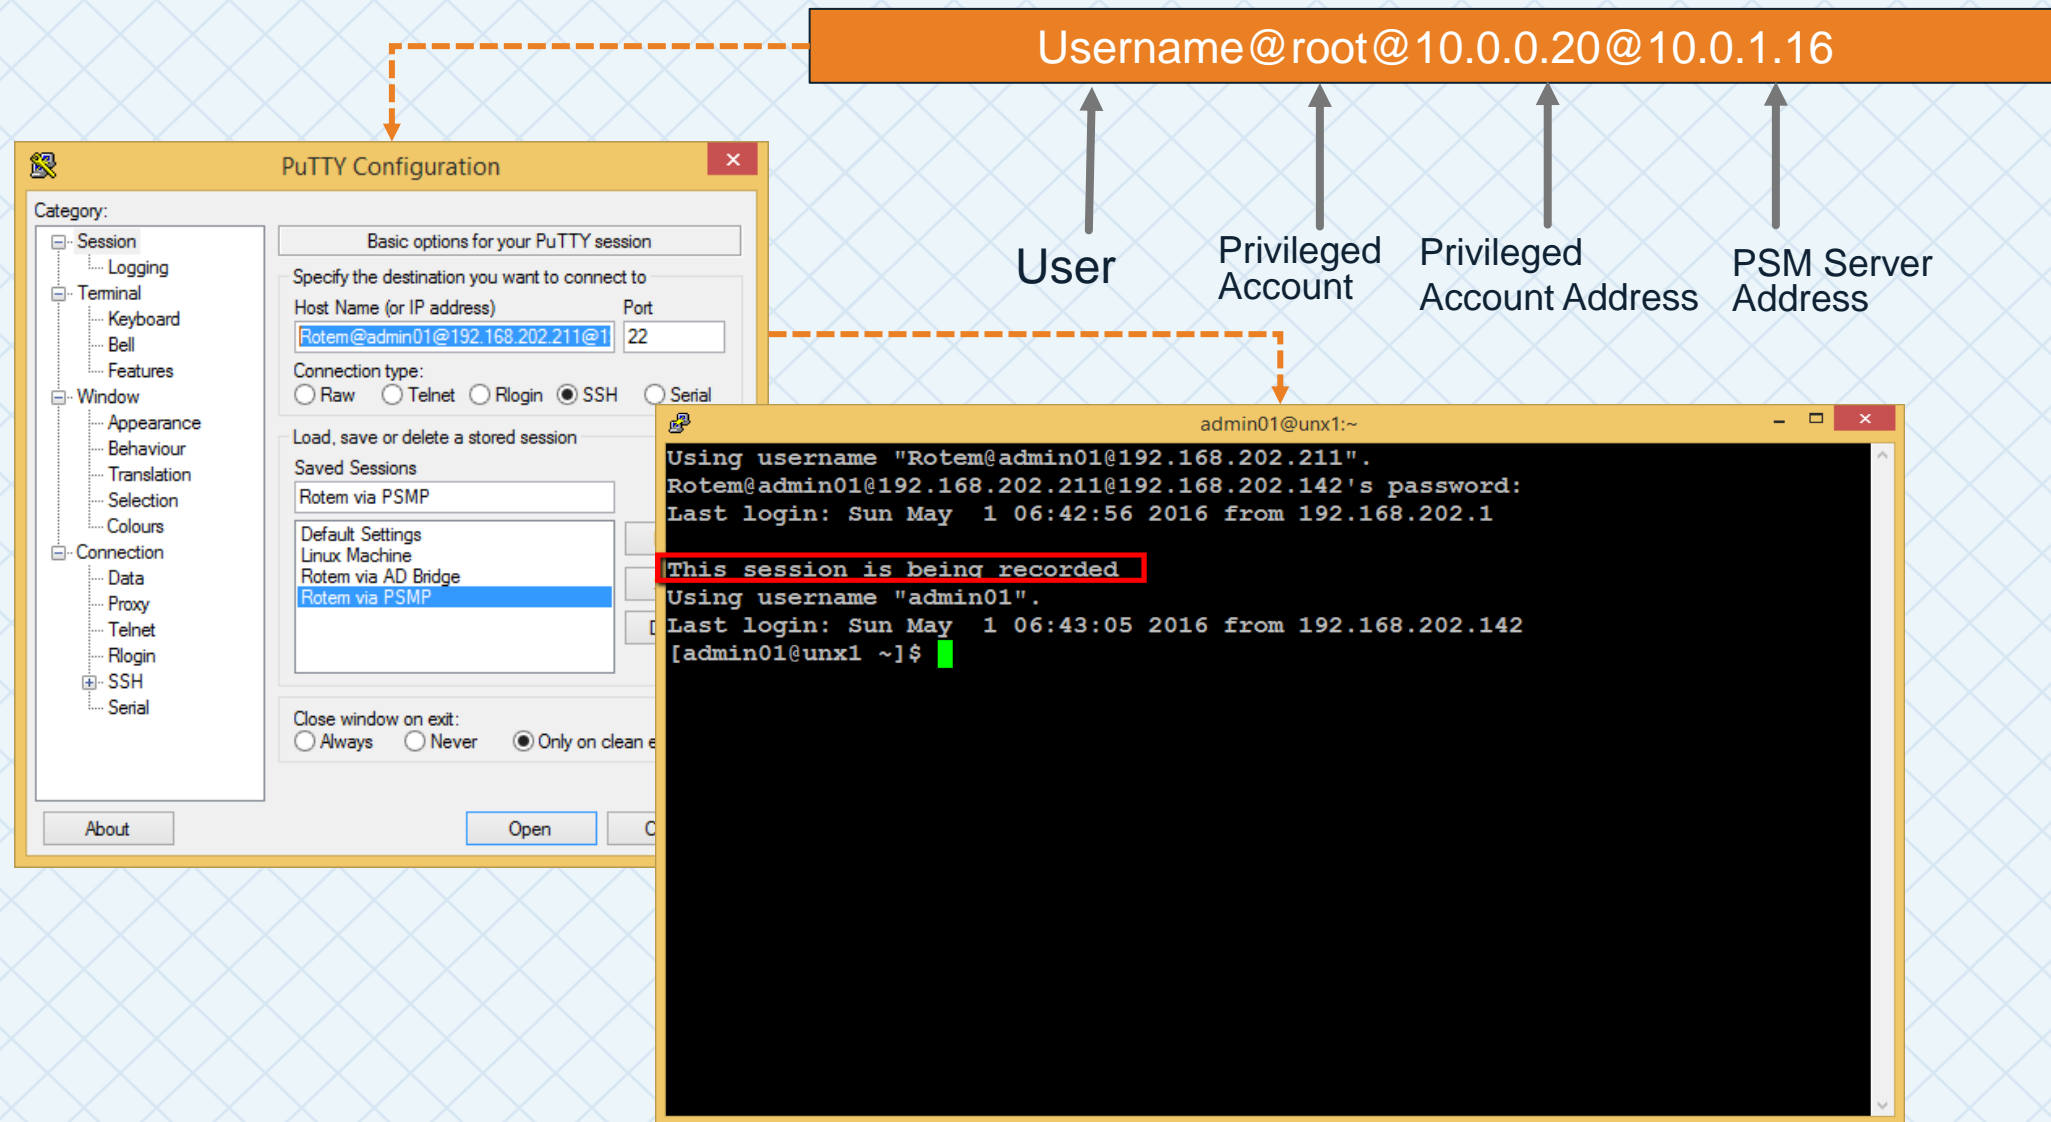 Username@root@10.0.0.20@10.0.1.16
User
Privileged
Account
Privileged
Account Address
PSM Server
Address
PuTTY Configuration
Category:
Session
Logging
Terminal
Keyboard
Bell
Features
Window
Appearance
Behaviour
Translation
Selection
Colours
Connection
Data
Proxy
Telnet
Rlogin
SSH
Serial
Basic options for your PuTTY session
Specify the destination you want to connect to
Host Name (or IP address) Port
Rotem@admin01@192.168.202.211@1 22
Connection type:
Raw Telnet Rlogin SSH Serial
Load, save or delete a stored session
Saved Sessions
Rotem via PSMP
Default Settings
Linux Machine
Rotem via AD Bridge
Rotem via PSMP
Close window on exit:
Always Never Only on clean e
About Open
admin01@unx1:~
Using username "Rotem@admin01@192.168.202.211".
Rotem@admin01@192.168.202.211@192.168.202.142's password:
Last login: Sun May 1 06:42:56 2016 from 192.168.202.1
This session is being recorded
Using username "admin01".
Last login: Sun May 1 06:43:05 2016 from 192.168.202.142
[admin01@unx1 ~]$